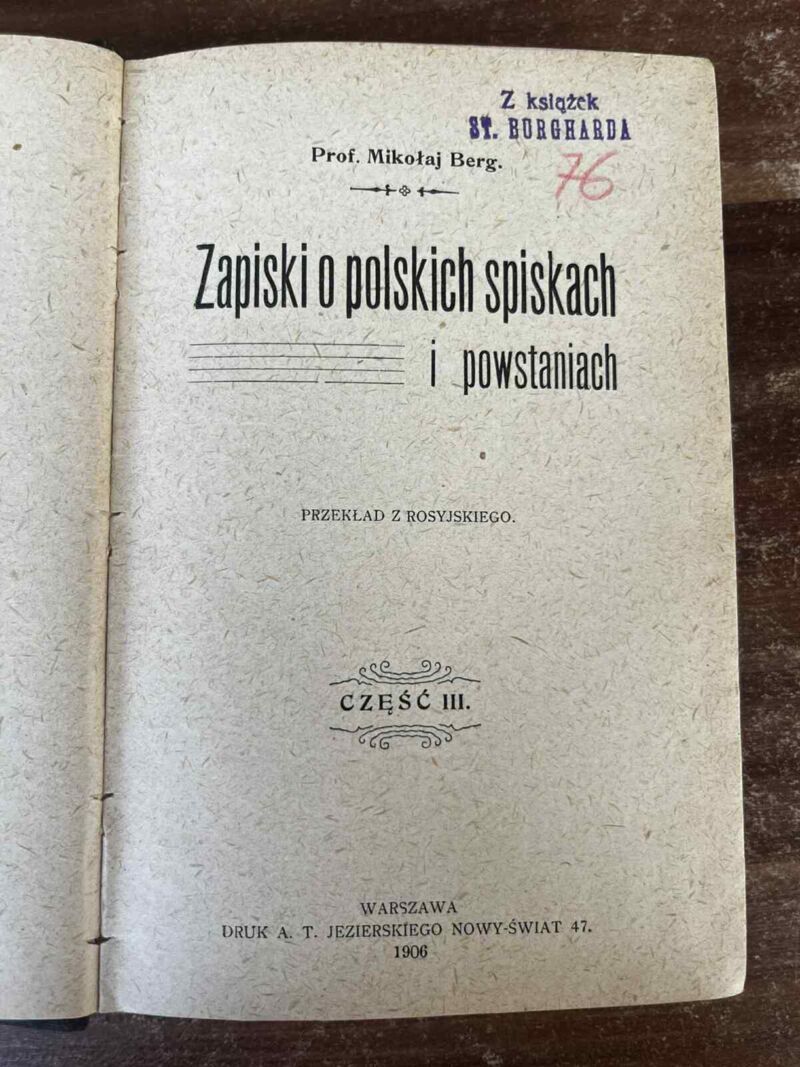 Z książek
ST. BURGHARDA
76
Prof. Mikołaj Berg.
Zapiski o polskich spiskach
i powstaniach
PRZEKŁAD Z ROSYJSKIEGO.
CZĘŚĆ III.
WARSZAWA
DRUK A. T. JEZIERSKIEGO NOWY-ŚWIAT 47.
1906